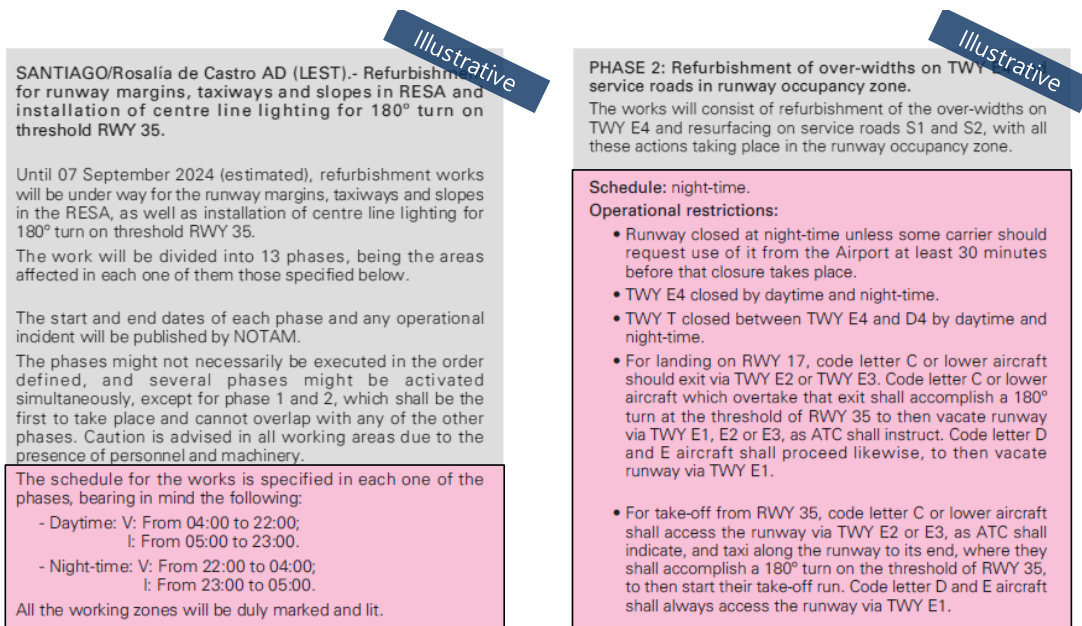 Illustrative
SANTIAGO/Rosalía de Castro AD (LEST).- Refurbishment
for runway margins, taxiways and slopes in RESA and
installation of centre line lighting for 180° turn on
threshold RWY 35.
Until 07 September 2024 (estimated), refurbishment works
will be under way for the runway margins, taxiways and slopes
in the RESA, as well as installation of centre line lighting for
180° turn on threshold RWY 35.
The work will be divided into 13 phases, being the areas
affected in each one of them those specified below.
The start and end dates of each phase and any operational
incident will be published by NOTAM.
The phases might not necessarily be executed in the order
defined, and several phases might be activated
simultaneously, except for phase 1 and 2, which shall be the
first to take place and cannot overlap with any of the other
phases. Caution is advised in all working areas due to the
presence of personnel and machinery.
The schedule for the works is specified in each one of the
phases, bearing in mind the following:
- Daytime: V: From 04:00 to 22:00;
I: From 05:00 to 23:00.
- Night-time: V: From 22:00 to 04:00;
I: From 23:00 to 05:00.
All the working zones will be duly marked and lit.
Illustrative
PHASE 2: Refurbishment of over-widths on TWY E4
service roads in runway occupancy zone.
The works will consist of refurbishment of the over-widths on
TWY E4 and resurfacing on service roads S1 and S2, with all
these actions taking place in the runway occupancy zone.
Schedule: night-time.
Operational restrictions:
• Runway closed at night-time unless some carrier should
request use of it from the Airport at least 30 minutes
before that closure takes place.
• TWY E4 closed by daytime and night-time.
• TWY T closed between TWY E4 and D4 by daytime and
night-time.
• For landing on RWY 17, code letter C or lower aircraft
should exit via TWY E2 or TWY E3. Code letter C or lower
aircraft which overtake that exit shall accomplish a 180°
turn at the threshold of RWY 35 to then vacate runway
via TWY E1, E2 or E3, as ATC shall instruct. Code letter D
and E aircraft shall proceed likewise, to then vacate
runway via TWY E1.
• For take-off from RWY 35, code letter C or lower aircraft
shall access the runway via TWY E2 or E3, as ATC shall
indicate, and taxi along the runway to its end, where they
shall accomplish a 180° turn on the threshold of RWY 35,
to then start their take-off run. Code letter D and E aircraft
shall always access the runway via TWY E1.